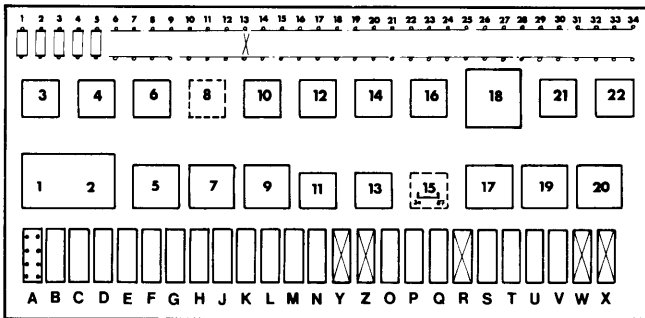 1 2 3 4 5 6 7 8 9 10 11 12 13 14 15 16 17 18 19 20 21 22 23 24 25 26 27 28 29 30 31 32 33 34
3 4 6 8 10 12 14 16 18 21 22
1 2 5 7 9 11 13 15 17 19 20
A B C D E F G H J K L M N Y Z O P Q R S T U V W X